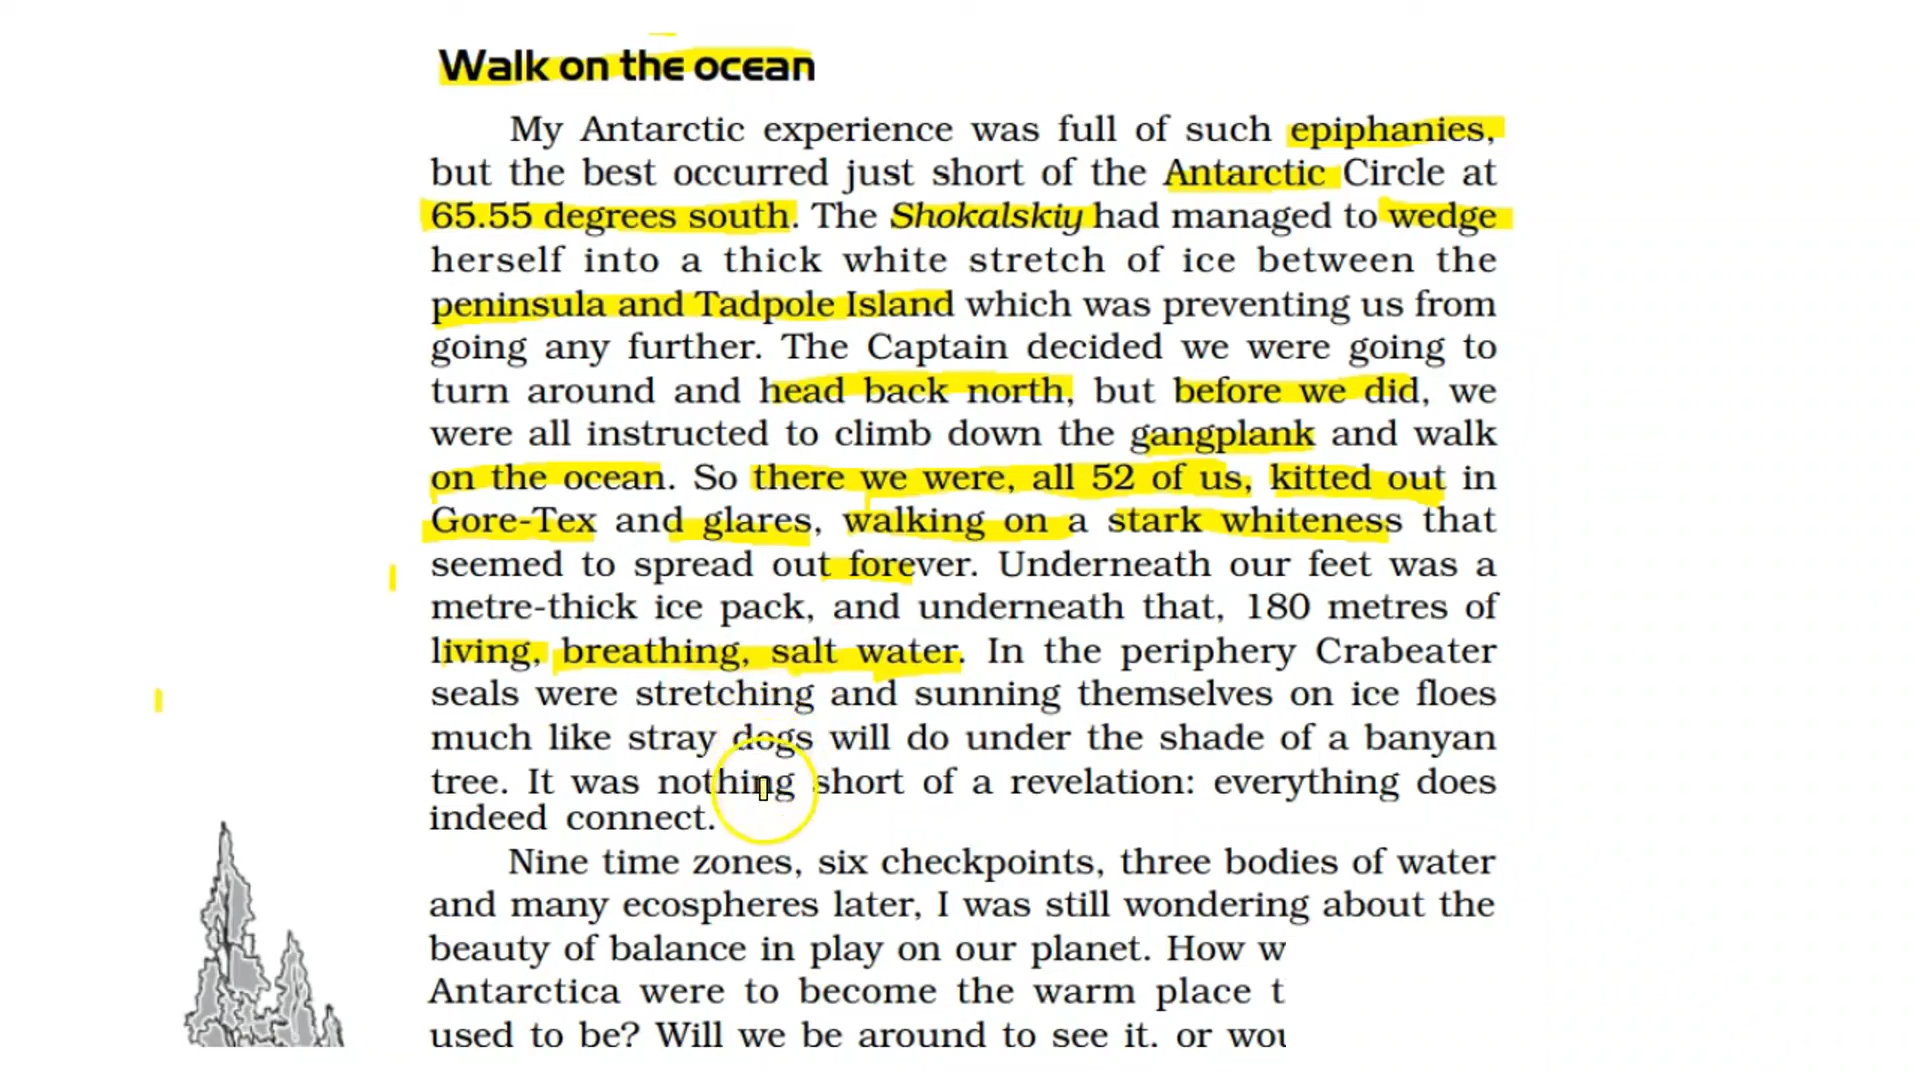 Walk on the ocean
My Antarctic experience was full of such epiphanies,
but the best occurred just short of the Antarctic Circle at
65.55 degrees south. The Shokalskiy had managed to wedge
herself into a thick white stretch of ice between the
peninsula and Tadpole Island which was preventing us from
going any further. The Captain decided we were going to
turn around and head back north, but before we did, we
were all instructed to climb down the gangplank and walk
on the ocean. So there we were, all 52 of us, kitted out in
Gore-Tex and glares, walking on a stark whiteness that
seemed to spread out forever. Underneath our feet was a
metre-thick ice pack, and underneath that, 180 metres of
living, breathing, salt water. In the periphery Crabeater
seals were stretching and sunning themselves on ice floes
much like stray dogs will do under the shade of a banyan
tree. It was nothing short of a revelation: everything does
indeed connect.
Nine time zones, six checkpoints, three bodies of water
and many ecospheres later, I was still wondering about the
beauty of balance in play on our planet. How w
Antarctica were to become the warm place t
used to be? Will we be around to see it. or wou